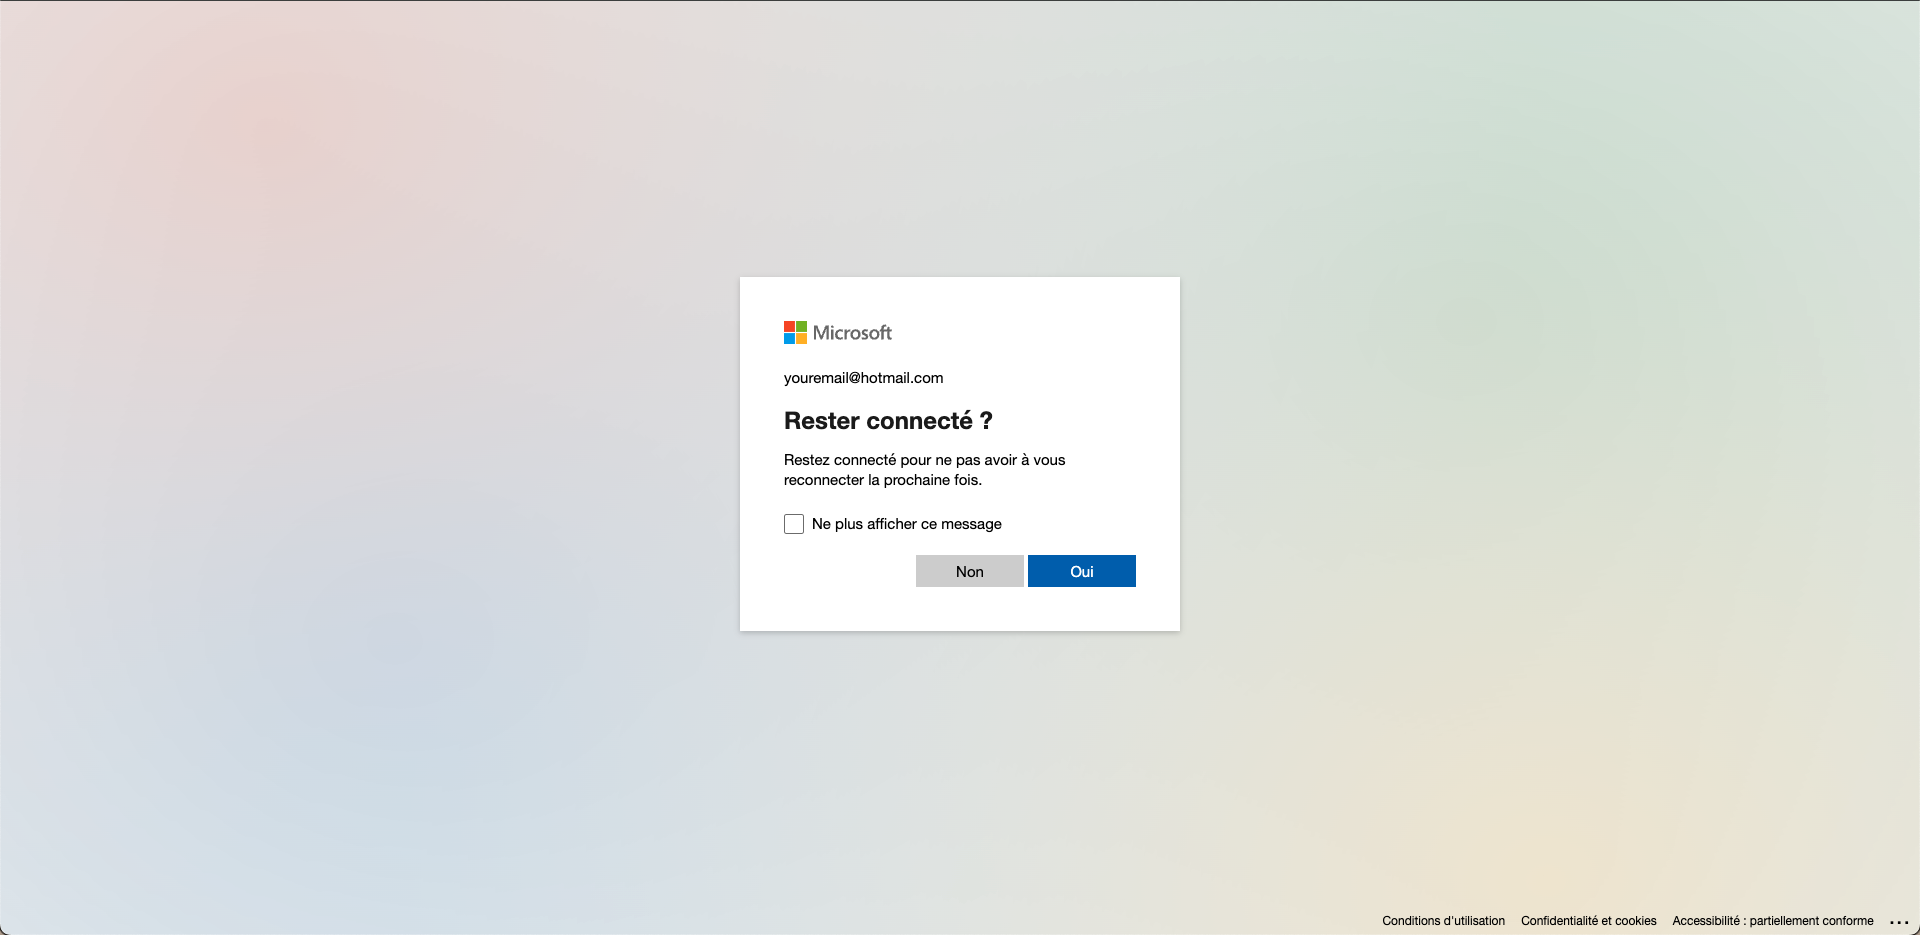 Microsoft
youremail@hotmail.com
Rester connecté ?
Restez connecté pour ne pas avoir à vous
reconnecter la prochaine fois.
Ne plus afficher ce message
Non
Oui
Conditions d'utilisation
Confidentialité et cookies
Accessibilité : partiellement conforme
...